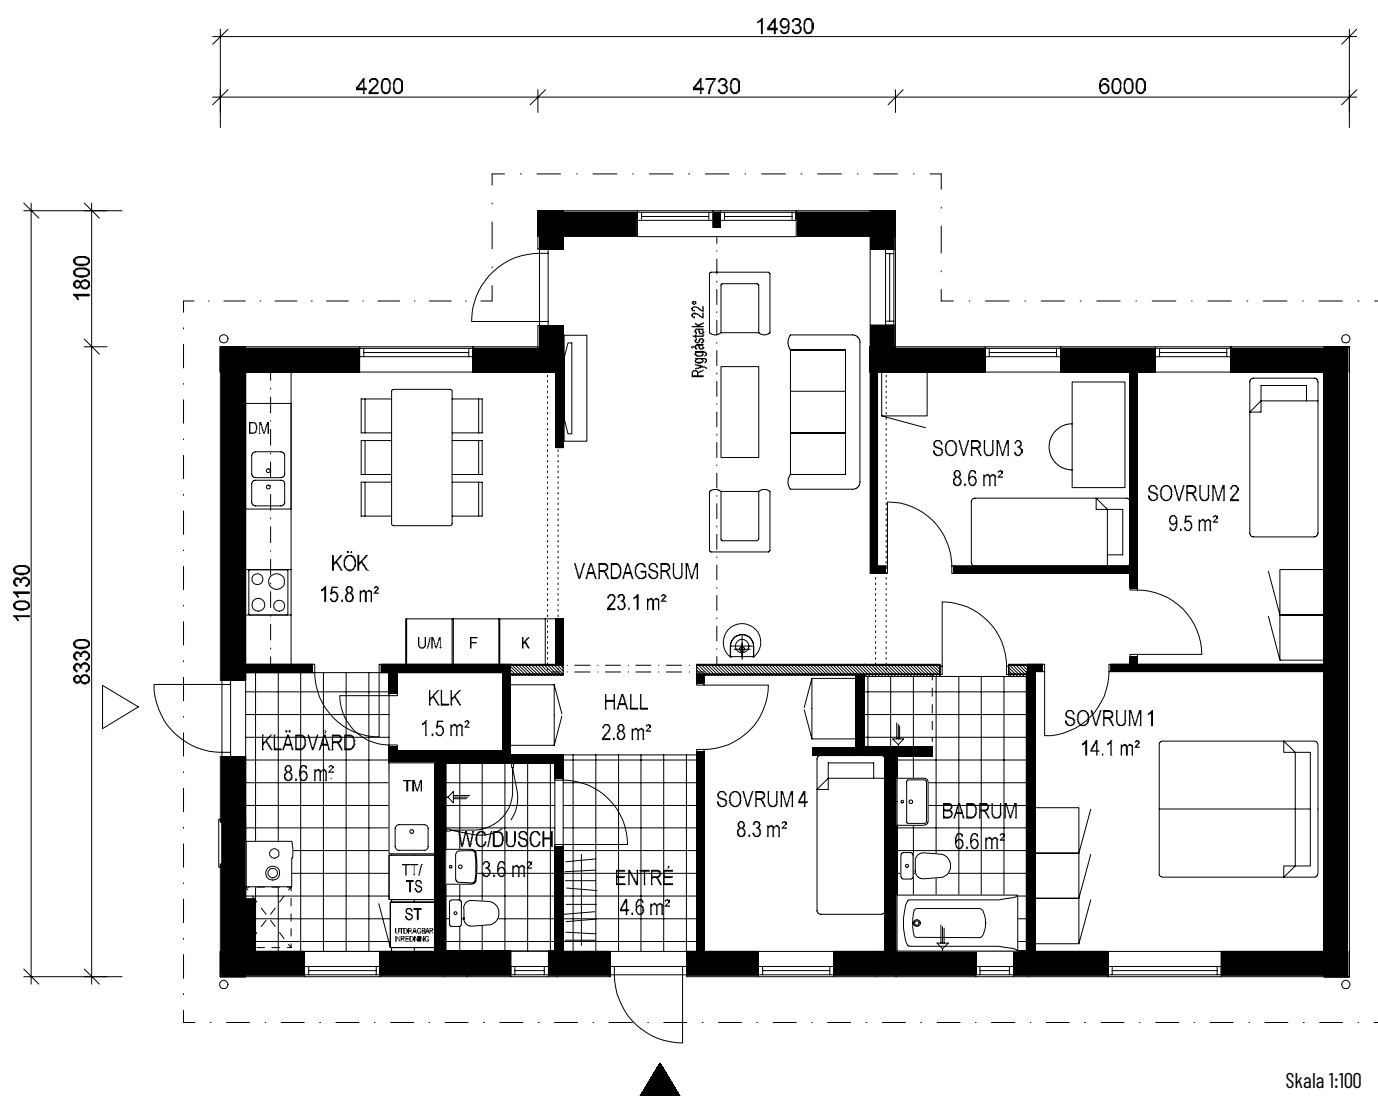 14930
4200
4730
6000
1800
10130
8330
Ryggåstak 22°
DM
SOVRUM 3
8.6 m²
SOVRUM 2
9.5 m²
KÖK
15.8 m²
VARDAGSRUM
23.1 m²
U/M
F
K
KLK
1.5 m²
HALL
2.8 m²
SOVRUM 1
14.1 m²
KLÄDVÅRD
8.6 m²
TM
SOVRUM 4
8.3 m²
BADRUM
6.6 m²
WC/DUSCH
3.6 m²
TT/
TS
ENTRÉ
4.6 m²
ST
UTDRAGBAR
INREDNING
Skala 1:100